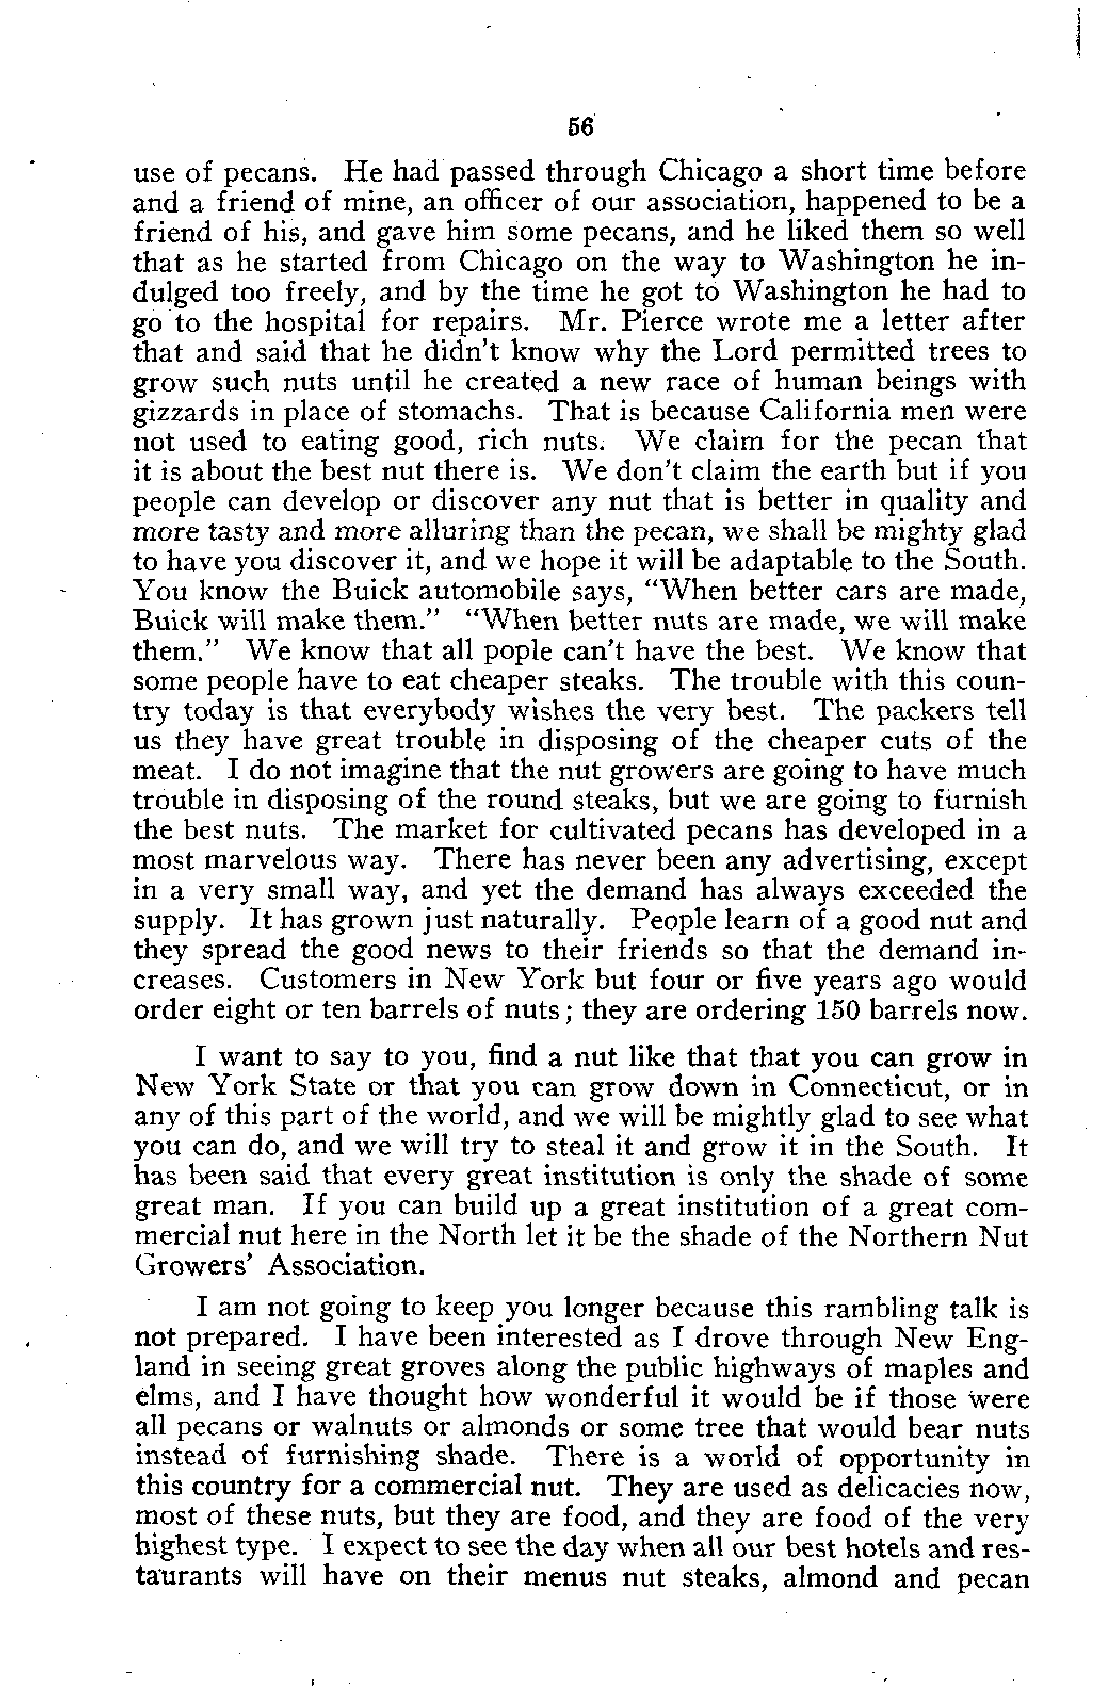 56
use of pecans. He had passed through Chicago a short time before
and a friend of mine, an officer of our association, happened to be a
friend of his, and gave him some pecans, and he liked them so well
that as he started from Chicago on the way to Washington he in-
dulged too freely, and by the time he got to Washington he had to
go to the hospital for repairs. Mr. Pierce wrote me a letter after
that and said that he didn't know why the Lord permitted trees to
grow such nuts until he created a new race of human beings with
gizzards in place of stomachs. That is because California men were
not used to eating good, rich nuts. We claim for the pecan that
it is about the best nut there is. We don't claim the earth but if you
people can develop or discover any nut that is better in quality and
more tasty and more alluring than the pecan, we shall be mighty glad
to have you discover it, and we hope it will be adaptable to the South.
You know the Buick automobile says, "When better cars are made,
Buick will make them." "When better nuts are made, we will make
them." We know that all pople can't have the best. We know that
some people have to eat cheaper steaks. The trouble with this coun-
try today is that everybody wishes the very best. The packers tell
us they have great trouble in disposing of the cheaper cuts of the
meat. I do not imagine that the nut growers are going to have much
trouble in disposing of the round steaks, but we are going to furnish
the best nuts. The market for cultivated pecans has developed in a
most marvelous way. There has never been any advertising, except
in a very small way, and yet the demand has always exceeded the
supply. It has grown just naturally. People learn of a good nut and
they spread the good news to their friends so that the demand in-
creases. Customers in New York but four or five years ago would
order eight or ten barrels of nuts; they are ordering 150 barrels now.
I want to say to you, find a nut like that that you can grow in
New York State or that you can grow down in Connecticut, or in
any of this part of the world, and we will be mightly glad to see what
you can do, and we will try to steal it and grow it in the South. It
has been said that every great institution is only the shade of some
great man. If you can build up a great institution of a great com-
mercial nut here in the North let it be the shade of the Northern Nut
Growers' Association.
I am not going to keep you longer because this rambling talk is
not prepared. I have been interested as I drove through New Eng-
land in seeing great groves along the public highways of maples and
elms, and I have thought how wonderful it would be if those were
all pecans or walnuts or almonds or some tree that would bear nuts
instead of furnishing shade. There is a world of opportunity in
this country for a commercial nut. They are used as delicacies now,
most of these nuts, but they are food, and they are food of the very
highest type. I expect to see the day when all our best hotels and res-
taurants will have on their menus nut steaks, almond and pecan